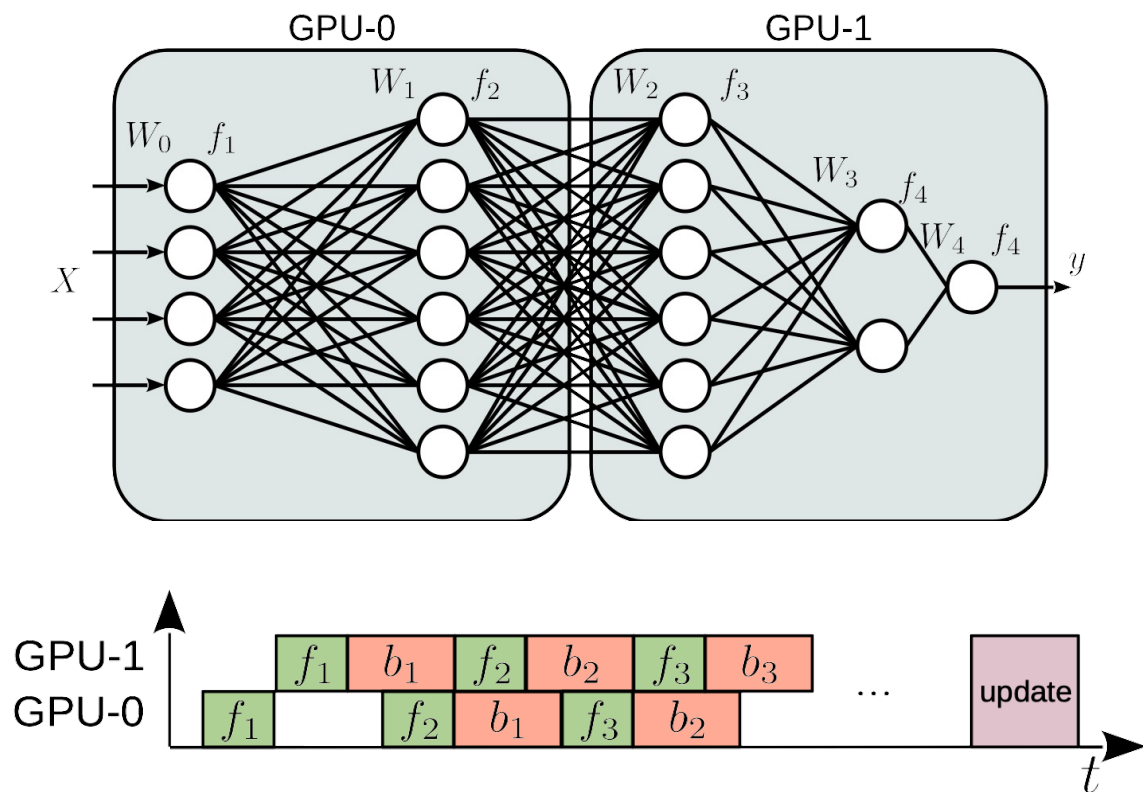 GPU-0 GPU-1
W₁ f₂ W₂ f₃
W₀ f₁ W₃ f₄
W₄ f₄
X y
GPU-1 f₁ b₁ f₂ b₂ f₃ b₃
GPU-0 f₁ f₂ b₁ f₃ b₂ ... update
t